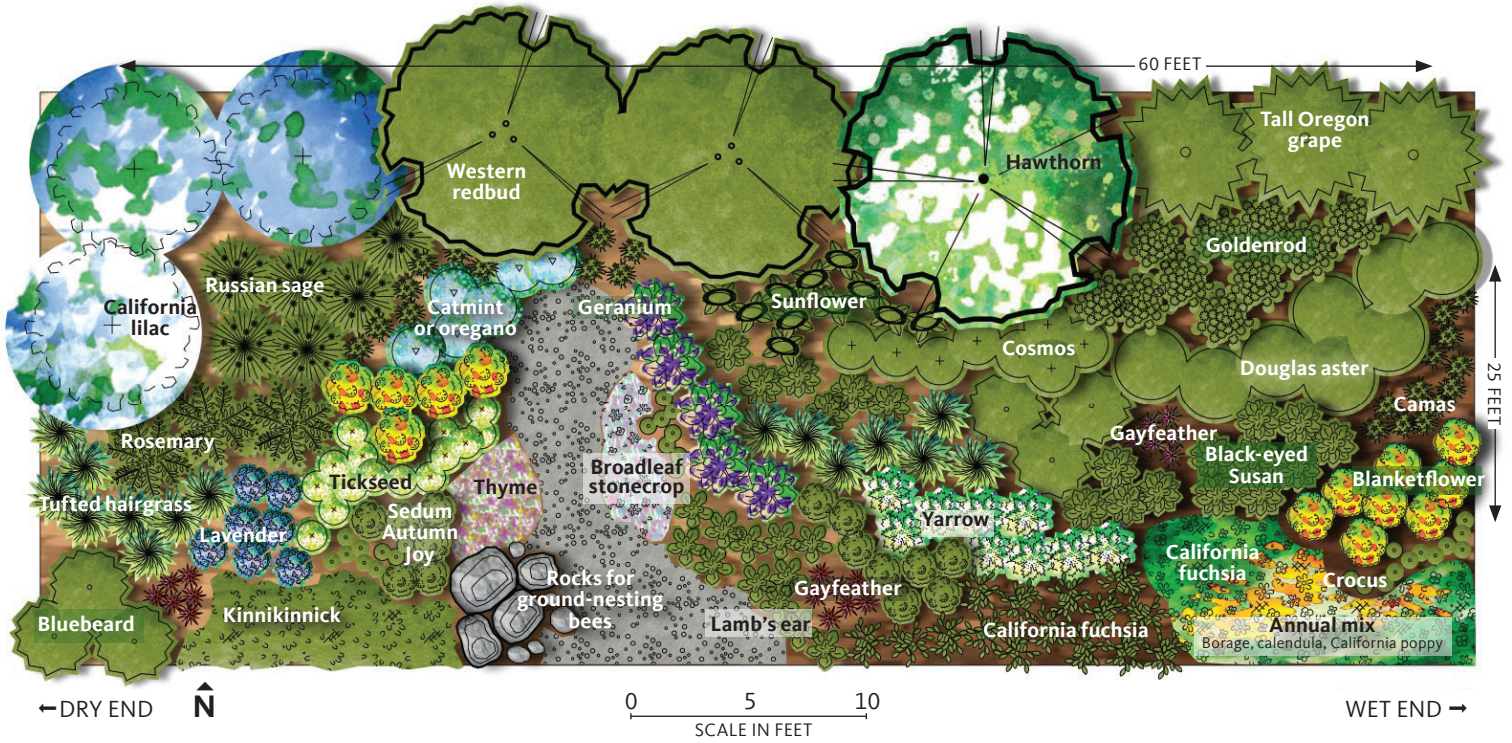 60 FEET
Tall Oregon
grape
Western
redbud
Hawthorn
Goldenrod
Russian sage
California
lilac
Catmint
or oregano
Geranium
Sunflower
Cosmos
Douglas aster
25 FEET
Camas
Rosemary
Gayfeather
Black-eyed
Susan
Broadleaf
stonecrop
Tickseed
Thyme
Blanketflower
Tufted hairgrass
Sedum
Autumn
Joy
Yarrow
Lavender
California
fuchsia
Crocus
Rocks for
ground-nesting
bees
Gayfeather
Kinnikinnick
Bluebeard
Lamb's ear
California fuchsia
Annual mix
Borage, calendula, California poppy
←DRY END
N
0 5 10
SCALE IN FEET
WET END →